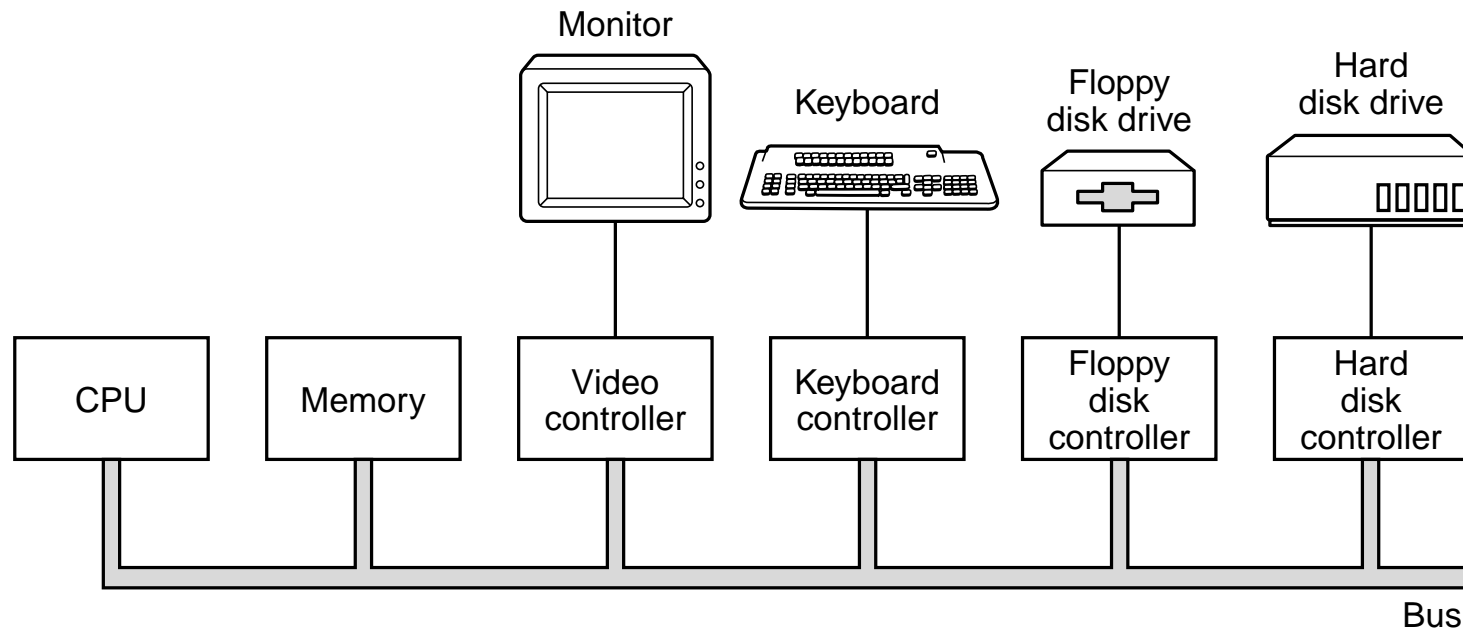 Monitor
Keyboard
Floppy
disk drive
Hard
disk drive
CPU
Memory
Video
controller
Keyboard
controller
Floppy
disk
controller
Hard
disk
controller
Bus